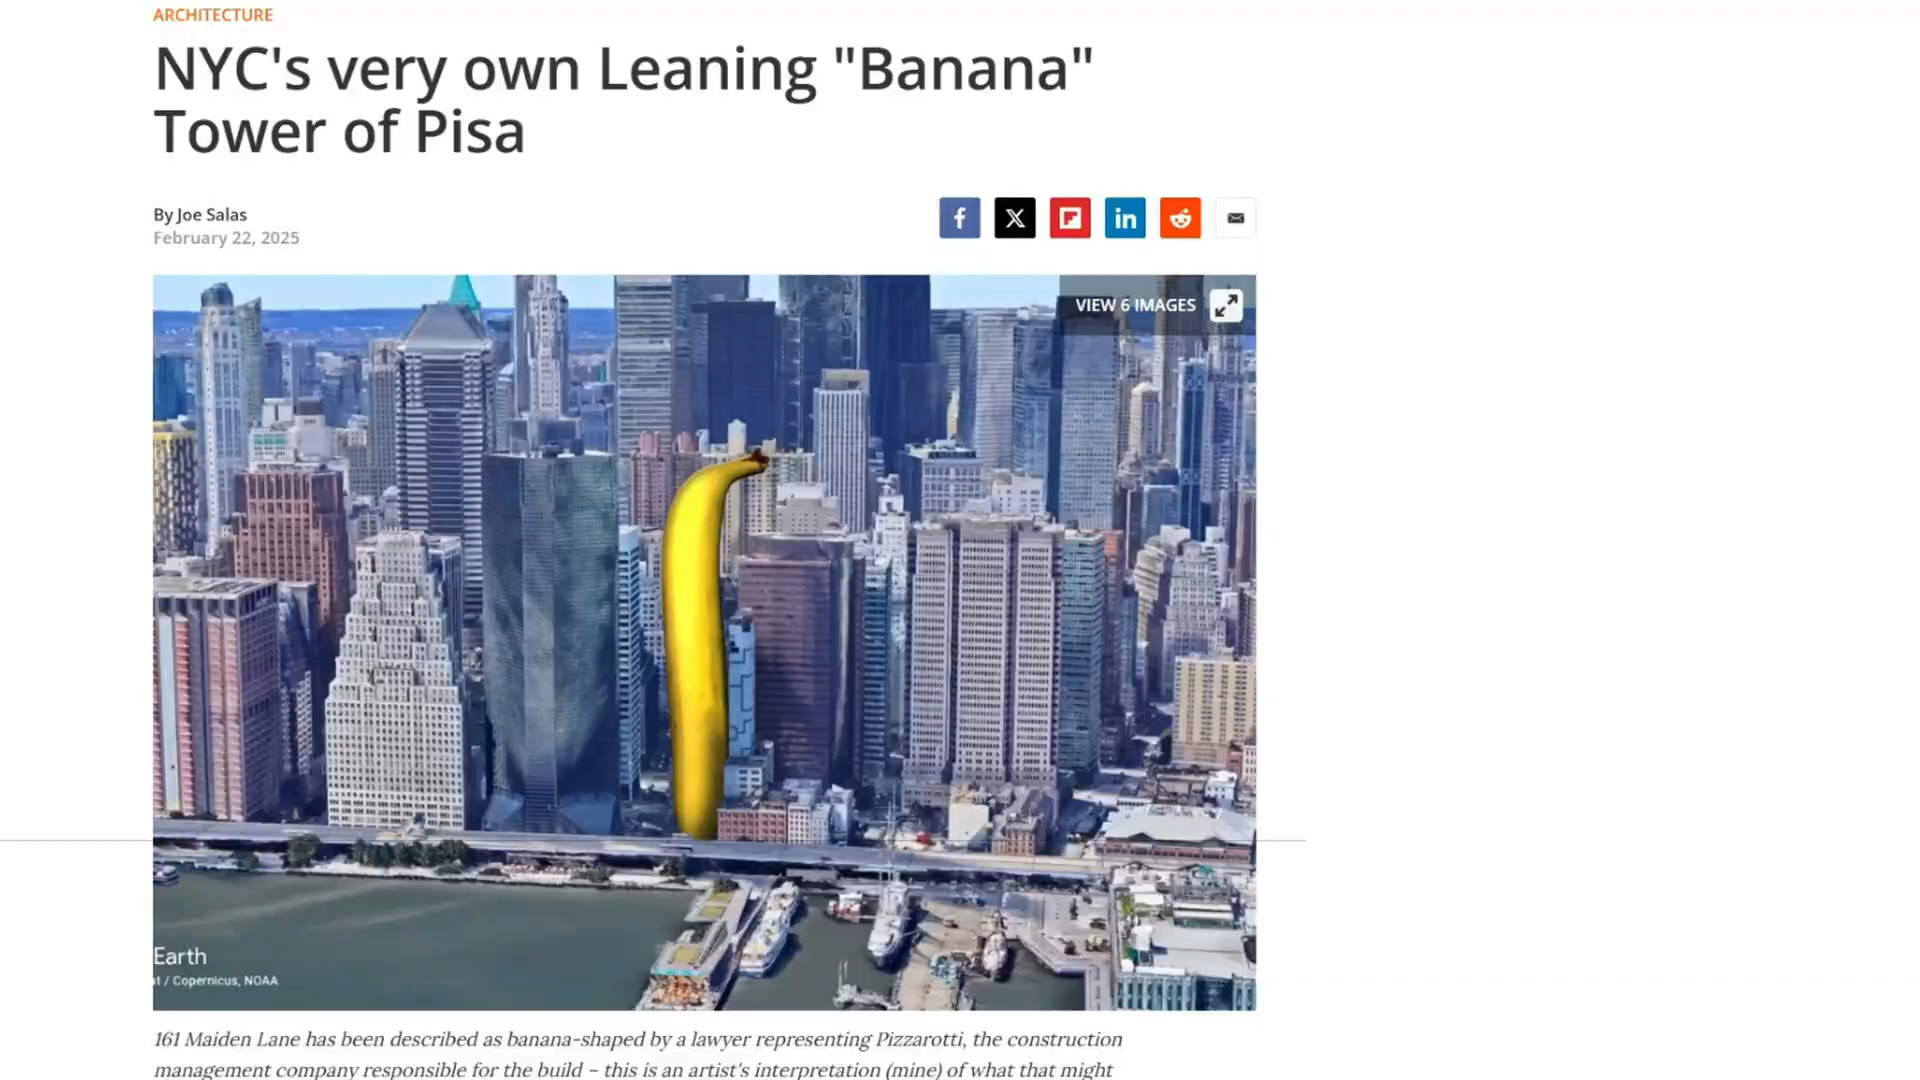 ARCHITECTURE
NYC's very own Leaning "Banana"
Tower of Pisa
By Joe Salas
February 22, 2025
VIEW 6 IMAGES
Earth
/ Copernicus, NOAA
161 Maiden Lane has been described as banana-shaped by a lawyer representing Pizzarotti, the construction
management company responsible for the build – this is an artist's interpretation (mine) of what that might